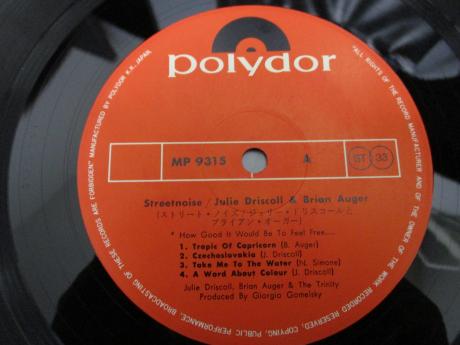 polydor
MP 9315 A ST 33
Streetnoise / Julie Driscoll & Brian Auger
(ストリート・ノイズ/ジュリー・ドリスコールと
ブライアン・オーガー)
* How Good It Would Be To Feel Free....
1. Tropic Of Capricorn (B. Auger)
2. Czechoslovakia (J. Driscoll)
3. Take Me To The Water (N. Simone)
4. A Word About Colour (J. Driscoll)
Julie Driscoll, Brian Auger & The Trinity
Produced By Giorgio Gomelsky
"ALL RIGHTS OF THE RECORD MANUFACTURER AND OF THE OWNER OF THE WORK RECORDED RESERVED, COPYING, PUBLIC PERFORMANCE, BROADCASTING OF THESE RECORDS ARE FORBIDDEN" MANUFACTURED BY POLYDOR K.K., JAPAN.